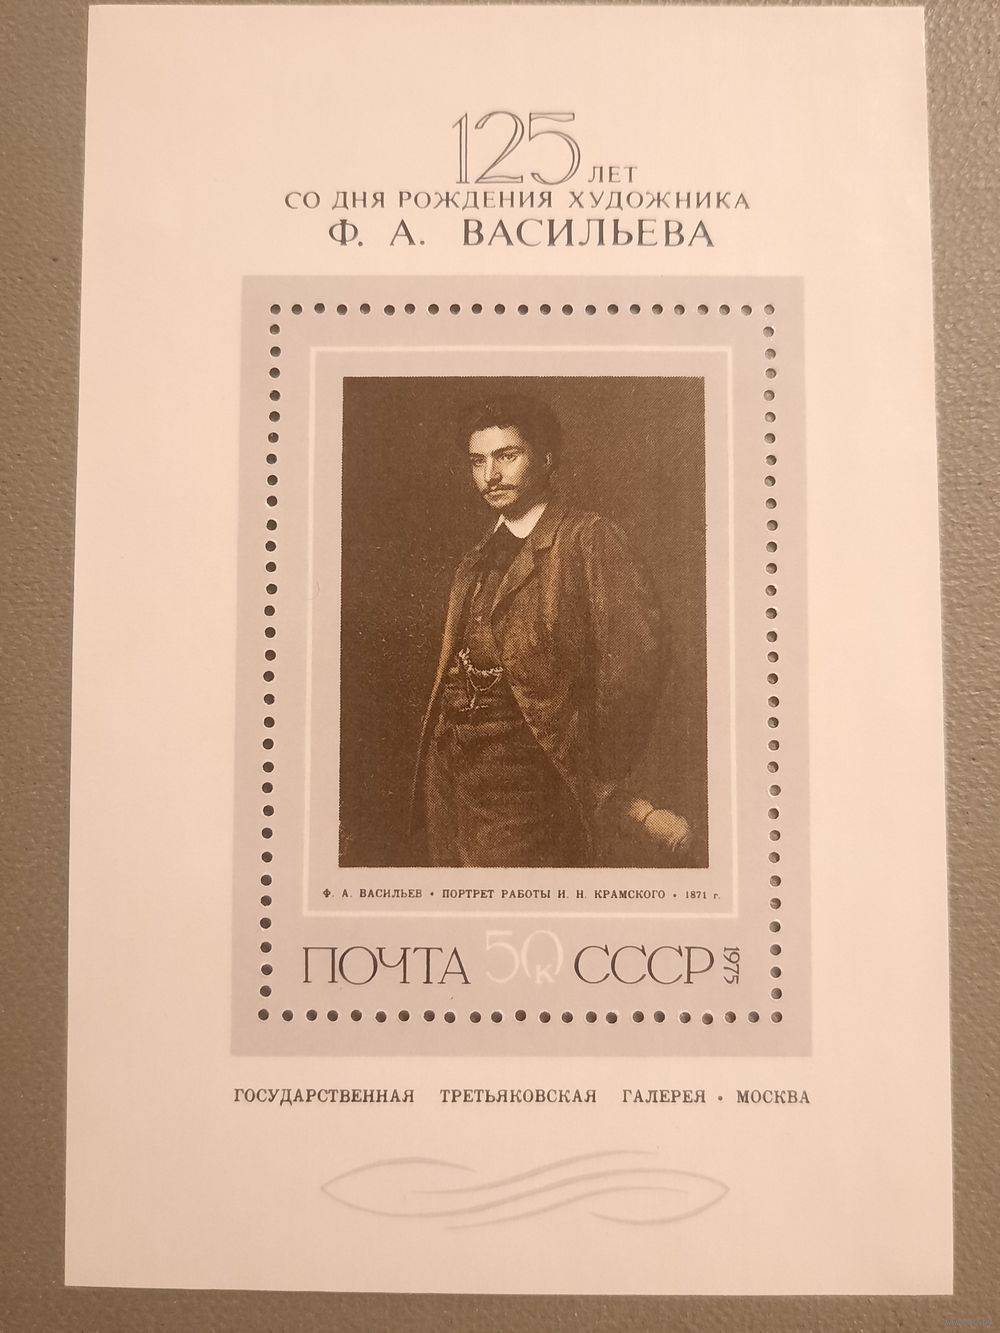 125 ЛЕТ
СО ДНЯ РОЖДЕНИЯ ХУДОЖНИКА
Ф. А. ВАСИЛЬЕВА
Ф. А. ВАСИЛЬЕВ • ПОРТРЕТ РАБОТЫ И. Н. КРАМСКОГО • 1871 г.
ПОЧТА 50к СССР 1975
ГОСУДАРСТВЕННАЯ ТРЕТЬЯКОВСКАЯ ГАЛЕРЕЯ • МОСКВА